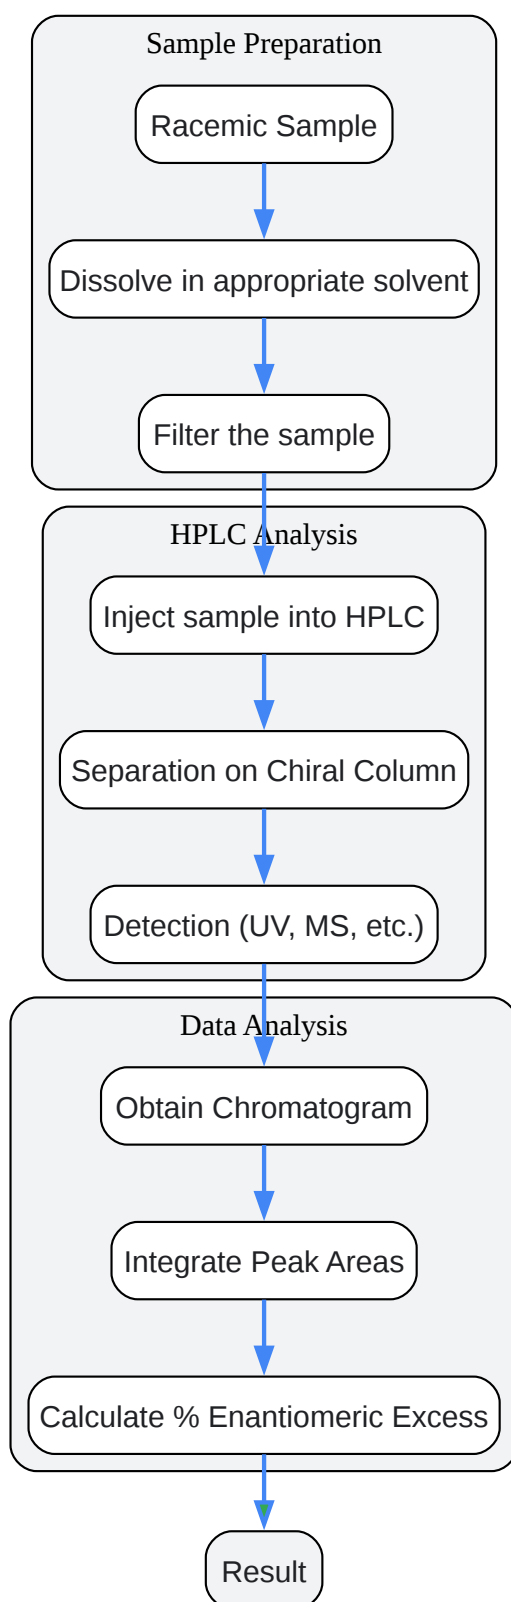 Sample Preparation
Racemic Sample
Dissolve in appropriate solvent
Filter the sample
HPLC Analysis
Inject sample into HPLC
Separation on Chiral Column
Detection (UV, MS, etc.)
Data Analysis
Obtain Chromatogram
Integrate Peak Areas
Calculate % Enantiomeric Excess
Result